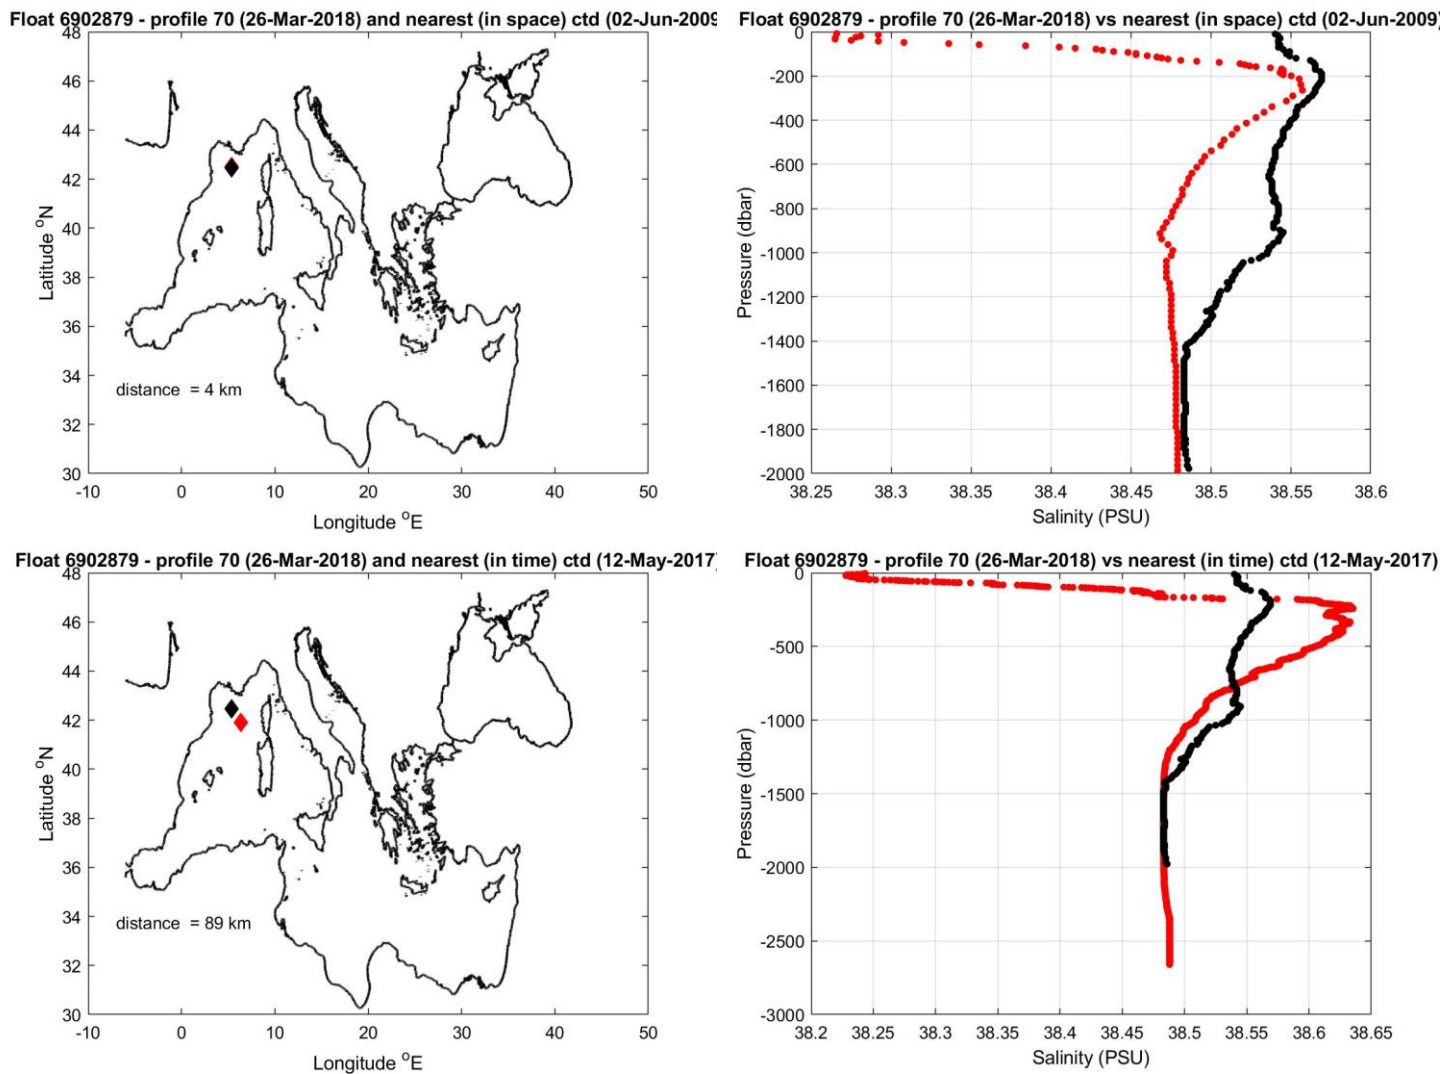 Float 6902879 - profile 70 (26-Mar-2018) and nearest (in space) ctd (02-Jun-2009
48
46
44
42
40
38
36
34
32
30
Latitude °N
distance = 4 km
-10 0 10 20 30 40 50
Longitude °E
Float 6902879 - profile 70 (26-Mar-2018) vs nearest (in space) ctd (02-Jun-2009)
0
-200
-400
-600
-800
-1000
-1200
-1400
-1600
-1800
-2000
Pressure (dbar)
38.25 38.3 38.35 38.4 38.45 38.5 38.55 38.6
Salinity (PSU)
Float 6902879 - profile 70 (26-Mar-2018) and nearest (in time) ctd (12-May-2017)
48
46
44
42
40
38
36
34
32
30
Latitude °N
distance = 89 km
-10 0 10 20 30 40 50
Longitude °E
Float 6902879 - profile 70 (26-Mar-2018) vs nearest (in time) ctd (12-May-2017)
0
-500
-1000
-1500
-2000
-2500
-3000
Pressure (dbar)
38.2 38.25 38.3 38.35 38.4 38.45 38.5 38.55 38.6 38.65
Salinity (PSU)